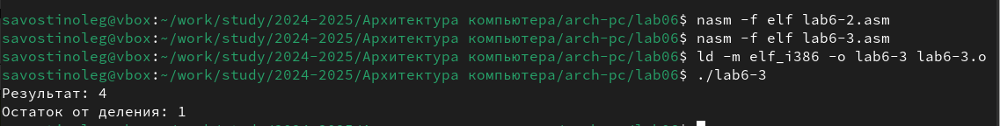 savostinoleg@vbox:~/work/study/2024-2025/Архитектура компьютера/arch-pc/lab06$ nasm -f elf lab6-2.asm
savostinoleg@vbox:~/work/study/2024-2025/Архитектура компьютера/arch-pc/lab06$ nasm -f elf lab6-3.asm
savostinoleg@vbox:~/work/study/2024-2025/Архитектура компьютера/arch-pc/lab06$ ld -m elf_i386 -o lab6-3 lab6-3.o
savostinoleg@vbox:~/work/study/2024-2025/Архитектура компьютера/arch-pc/lab06$ ./lab6-3
Результат: 4
Остаток от деления: 1